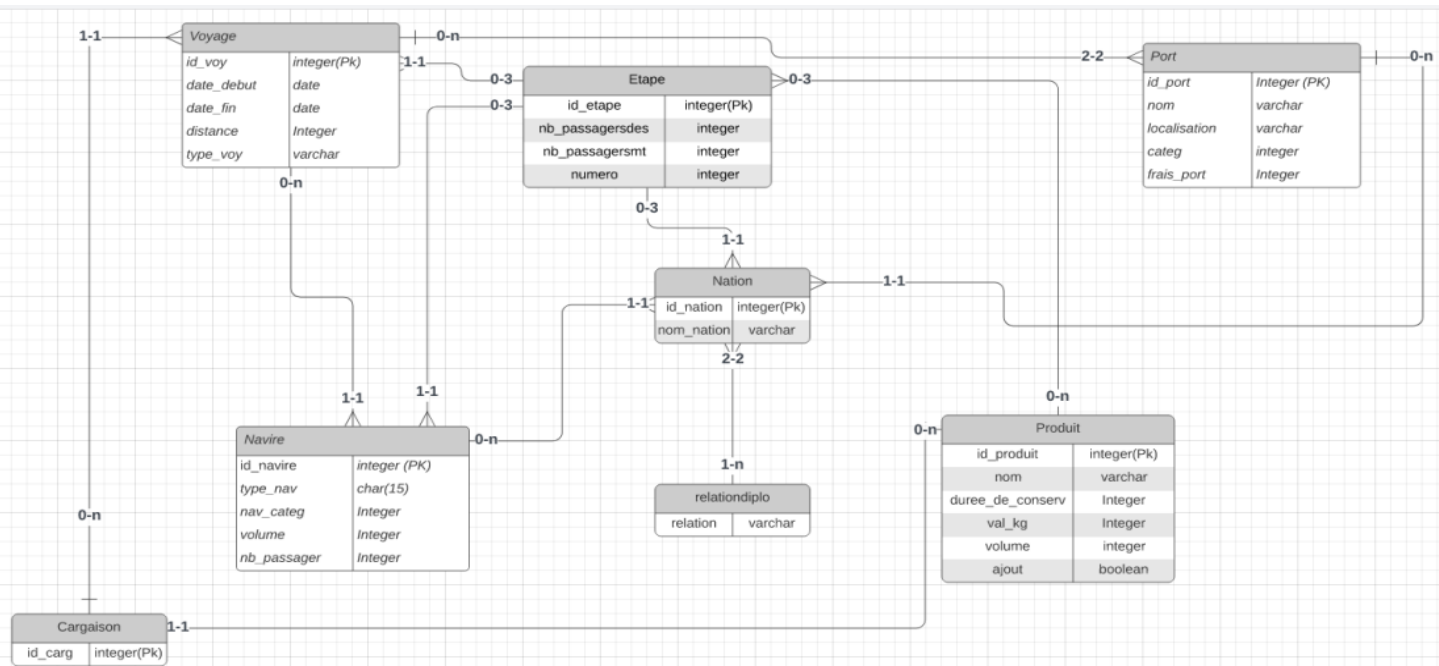 1-1
Voyage
id_voy integer(Pk)
date_debut date
date_fin date
distance Integer
type_voy varchar
0-n
2-2
Port
0-n
id_port Integer (PK)
nom varchar
localisation varchar
categ integer
frais_port Integer
1-1
0-3
Etape
0-3
id_etape integer(Pk)
nb_passagersdes integer
nb_passagersmt integer
numero integer
0-3
0-n
0-3
1-1
Nation
id_nation integer(Pk)
nom_nation varchar
1-1
1-1
2-2
1-1
1-1
Navire
id_navire integer (PK)
type_nav char(15)
nav_categ Integer
volume Integer
nb_passager Integer
0-n
1-n
relationdiplo
relation varchar
0-n
0-n
Produit
id_produit integer(Pk)
nom varchar
duree_de_conserv Integer
val_kg Integer
volume integer
ajout boolean
0-n
Cargaison
id_carg integer(Pk)
1-1